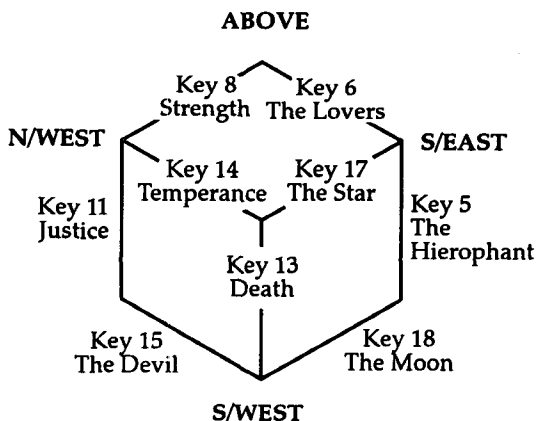 ABOVE
Key 8
Strength
Key 6
The Lovers
N/WEST
S/EAST
Key 14
Temperance
Key 17
The Star
Key 11
Justice
Key 5
The
Hierophant
Key 13
Death
Key 15
The Devil
Key 18
The Moon
S/WEST